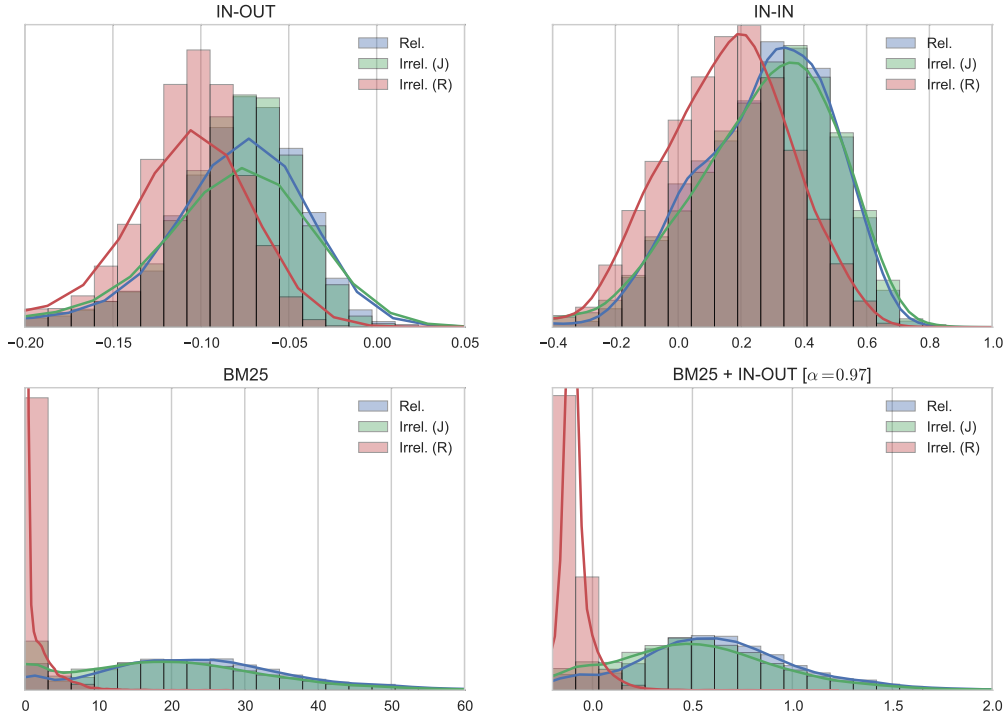 IN-OUT
Rel.
Irrel. (J)
Irrel. (R)
−0.20 −0.15 −0.10 −0.05 0.00 0.05
IN-IN
Rel.
Irrel. (J)
Irrel. (R)
−0.4 −0.2 0.0 0.2 0.4 0.6 0.8 1.0
BM25
Rel.
Irrel. (J)
Irrel. (R)
0 10 20 30 40 50 60
BM25 + IN-OUT [α=0.97]
Rel.
Irrel. (J)
Irrel. (R)
0.0 0.5 1.0 1.5 2.0